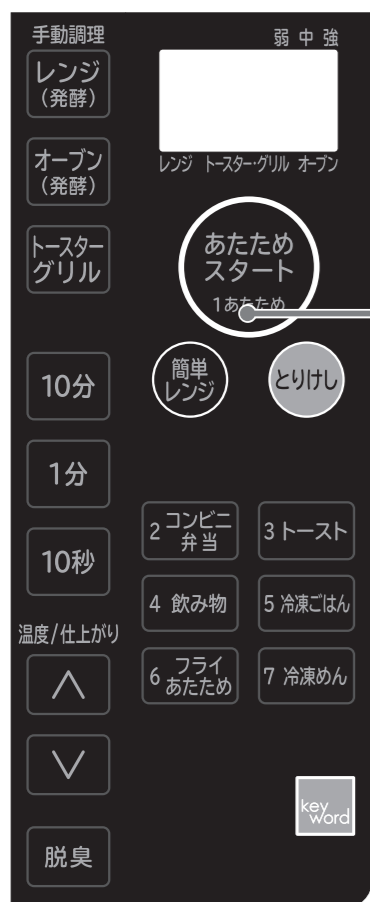 手動調理
弱 中 強
レンジ
(発酵)
オーブン
(発酵)
トースター
グリル
レンジ トースター・グリル オーブン
あたため
スタート
1あたため
簡単
レンジ
とりけし
10分
1分
10秒
2 コンビニ
弁当
3 トースト
4 飲み物
5 冷凍ごはん
6 フライ
あたため
7 冷凍めん
温度/仕上がり
脱臭
key
word